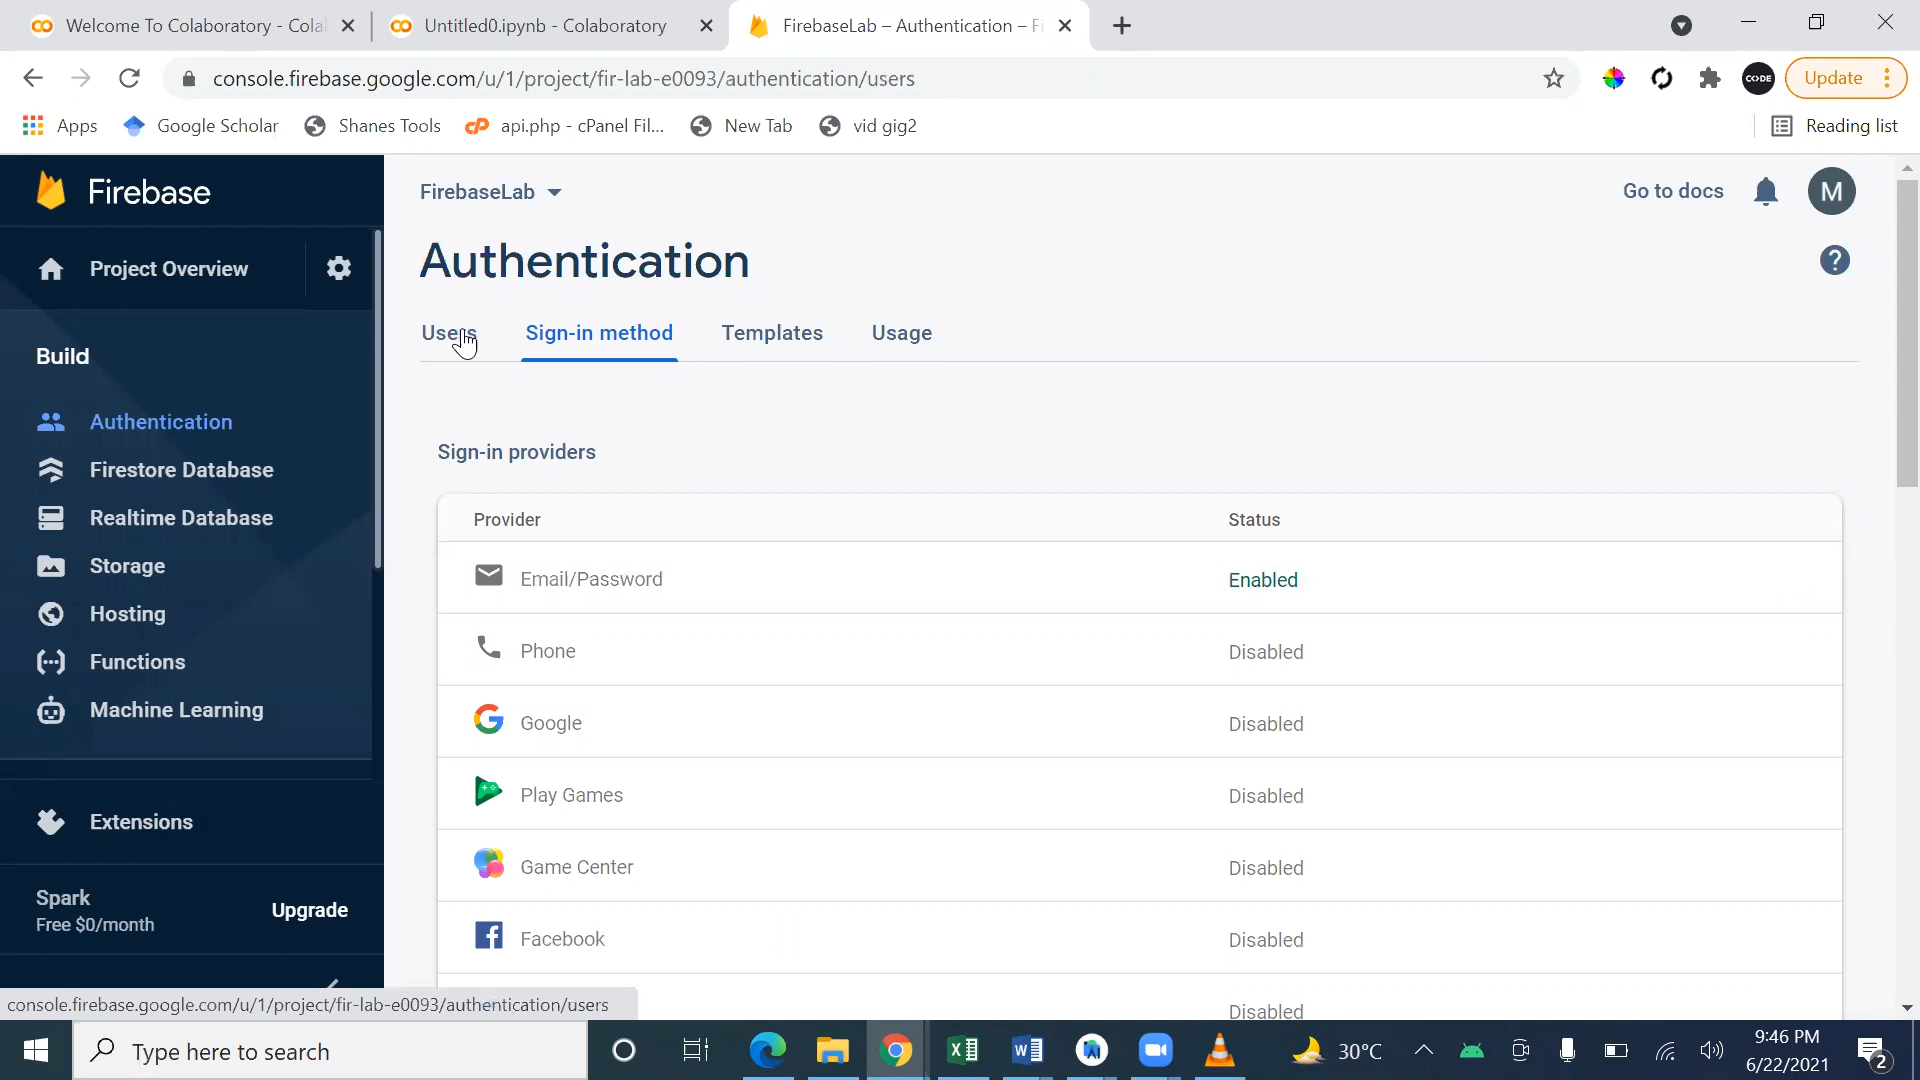 Welcome To Colaboratory - Cola
Untitled0.ipynb - Colaboratory
FirebaseLab – Authentication – Fi
console.firebase.google.com/u/1/project/fir-lab-e0093/authentication/users
Update
Apps
Google Scholar
Shanes Tools
api.php - cPanel Fil...
New Tab
vid gig2
Reading list
Firebase
FirebaseLab
Go to docs
M
Project Overview
Authentication
Users
Sign-in method
Templates
Usage
Build
Authentication
Firestore Database
Realtime Database
Storage
Hosting
Functions
Machine Learning
Extensions
Spark
Free $0/month
Upgrade
Sign-in providers
Provider
Status
Email/Password
Enabled
Phone
Disabled
Google
Disabled
Play Games
Disabled
Game Center
Disabled
Facebook
Disabled
Disabled
console.firebase.google.com/u/1/project/fir-lab-e0093/authentication/users
Type here to search
30°C
9:46 PM
6/22/2021
2